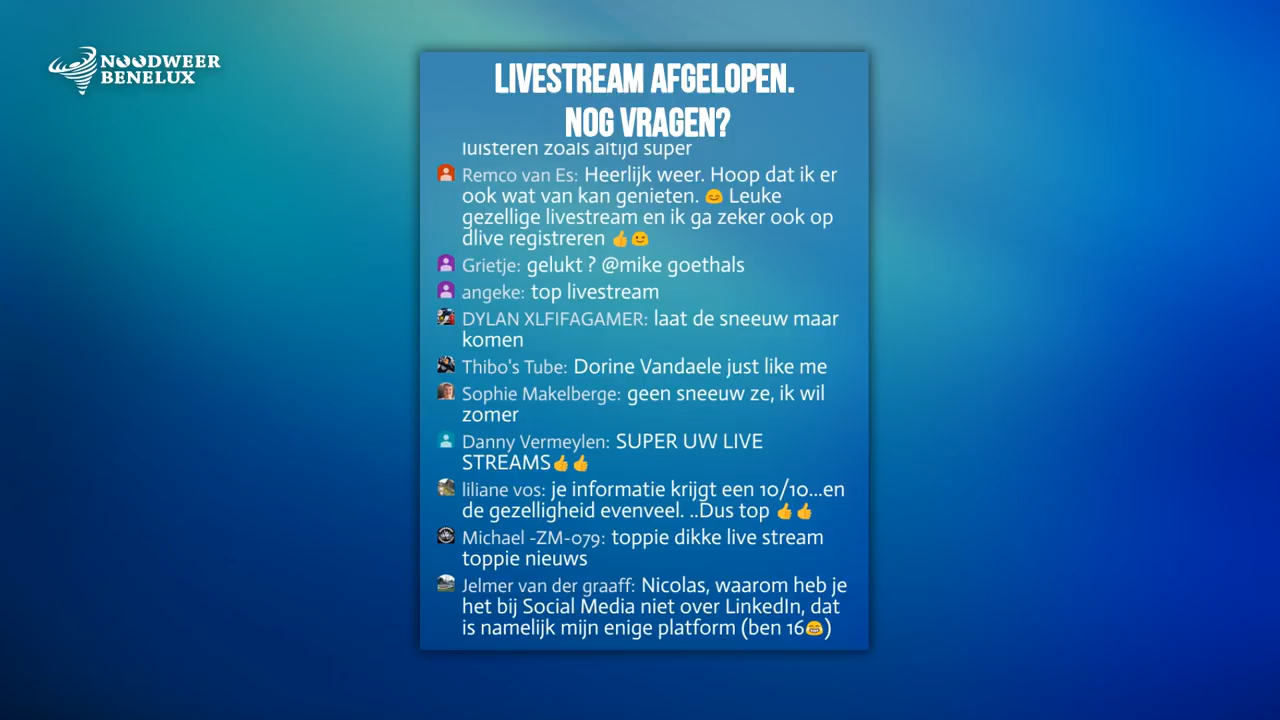 NOODWEER
BENELUX
LIVESTREAM AFGELOPEN.
NOG VRAGEN?
luisteren zoals altijd super
Remco van Es: Heerlijk weer. Hoop dat ik er
ook wat van kan genieten. 😊 Leuke
gezellige livestream en ik ga zeker ook op
dlive registreren 👍😊
Grietje: gelukt ? @mike goethals
angeke: top livestream
DYLAN XLFIFAGAMER: laat de sneeuw maar
komen
Thibo's Tube: Dorine Vandaele just like me
Sophie Makelberge: geen sneeuw ze, ik wil
zomer
Danny Vermeylen: SUPER UW LIVE
STREAMS👍👍
liliane vos: je informatie krijgt een 10/10...en
de gezelligheid evenveel. ..Dus top 👍👍
Michael -ZM-079: toppie dikke live stream
toppie nieuws
Jelmer van der graaff: Nicolas, waarom heb je
het bij Social Media niet over LinkedIn, dat
is namelijk mijn enige platform (ben 16😂)